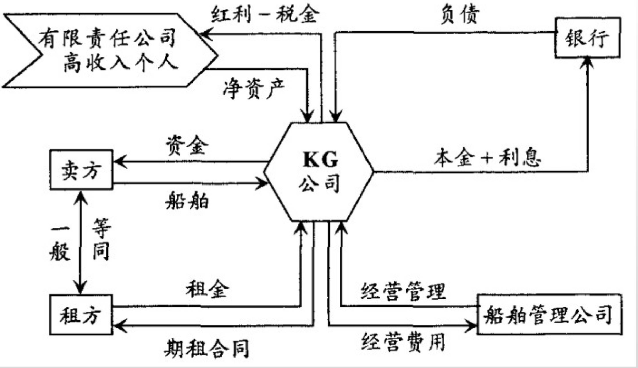 红利－税金
负债
有限责任公司
高收入个人
银行
净资产
资金
KG
公司
本金＋利息
卖方
船舶
一般
等同
租金
经营管理
租方
船舶管理公司
期租合同
经营费用